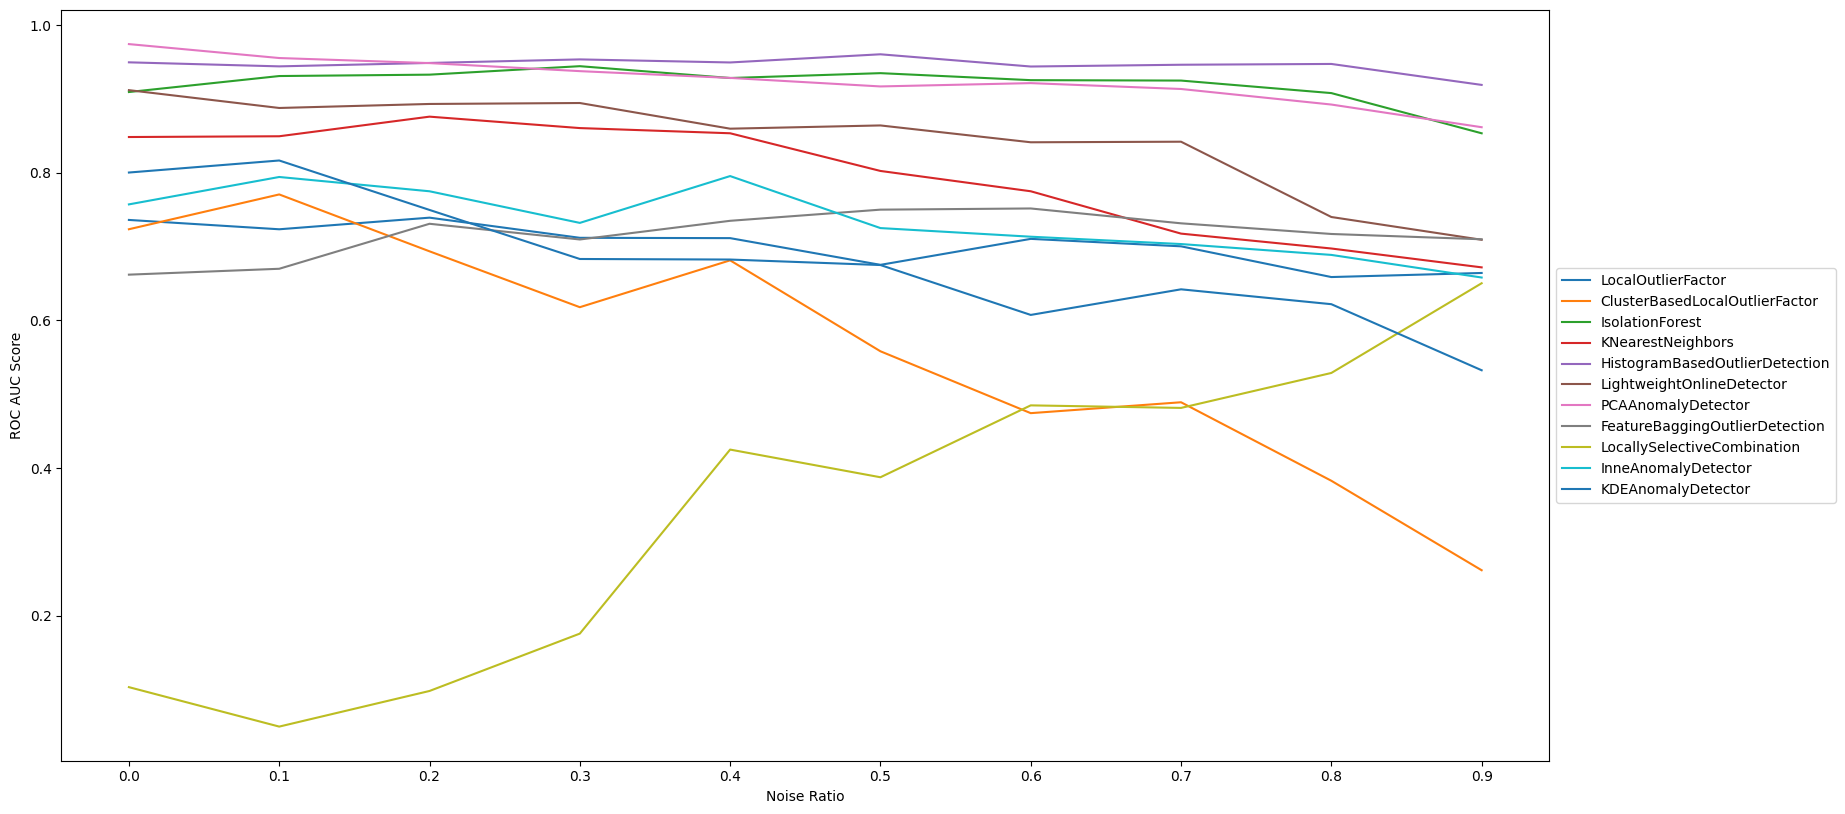 1.0
0.8
0.6
0.4
0.2
ROC AUC Score
0.0 0.1 0.2 0.3 0.4 0.5 0.6 0.7 0.8 0.9
Noise Ratio
LocalOutlierFactor
ClusterBasedLocalOutlierFactor
IsolationForest
KNearestNeighbors
HistogramBasedOutlierDetection
LightweightOnlineDetector
PCAAnomalyDetector
FeatureBaggingOutlierDetection
LocallySelectiveCombination
InneAnomalyDetector
KDEAnomalyDetector